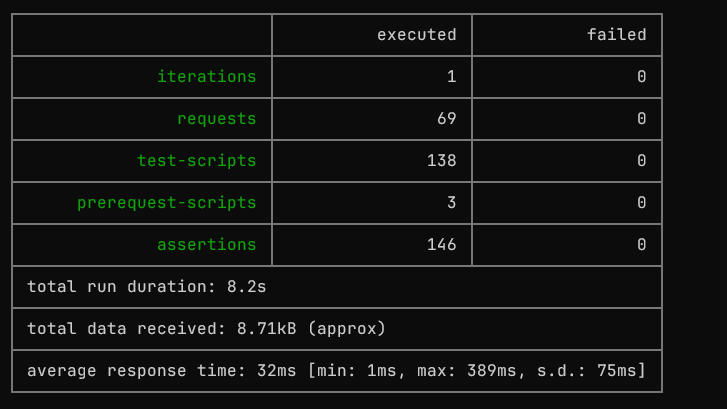 executed failed
iterations 1 0
requests 69 0
test-scripts 138 0
prerequest-scripts 3 0
assertions 146 0
total run duration: 8.2s
total data received: 8.71kB (approx)
average response time: 32ms [min: 1ms, max: 389ms, s.d.: 75ms]